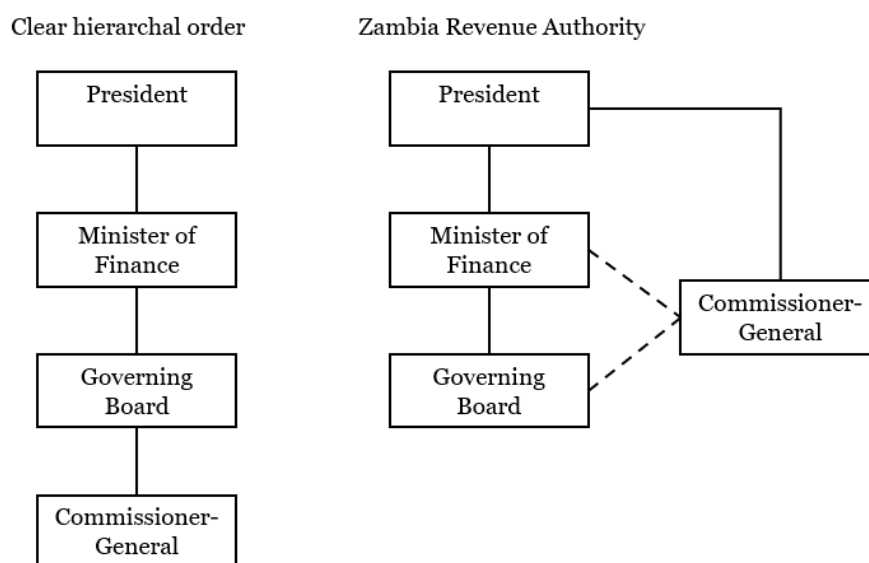 Clear hierarchal order
President
Minister of
Finance
Governing
Board
Commissioner-
General
Zambia Revenue Authority
President
Minister of
Finance
Governing
Board
Commissioner-
General